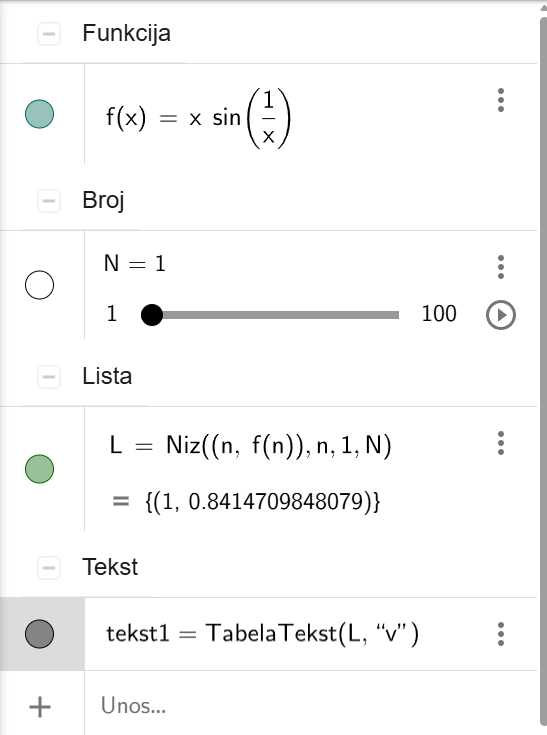 Funkcija
f(x) = x sin(1/x)
Broj
N = 1
1 100
Lista
L = Niz((n, f(n)), n, 1, N)
= {(1, 0.8414709848079)}
Tekst
tekst1 = TabelaTekst(L, “v”)
+ Unos...